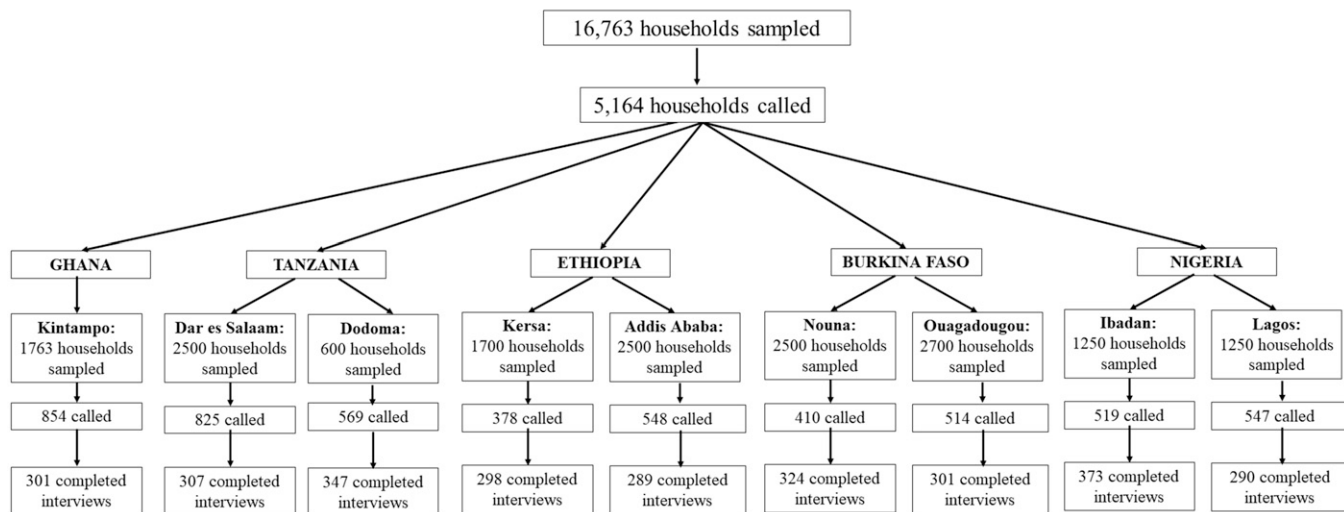 16,763 households sampled
5,164 households called
GHANA
TANZANIA
ETHIOPIA
BURKINA FASO
NIGERIA
Kintampo:
1763 households
sampled
Dar es Salaam:
2500 households
sampled
Dodoma:
600 households
sampled
Kersa:
1700 households
sampled
Addis Ababa:
2500 households
sampled
Nouna:
2500 households
sampled
Ouagadougou:
2700 households
sampled
Ibadan:
1250 households
sampled
Lagos:
1250 households
sampled
854 called
825 called
569 called
378 called
548 called
410 called
514 called
519 called
547 called
301 completed
interviews
307 completed
interviews
347 completed
interviews
298 completed
interviews
289 completed
interviews
324 completed
interviews
301 completed
interviews
373 completed
interviews
290 completed
interviews